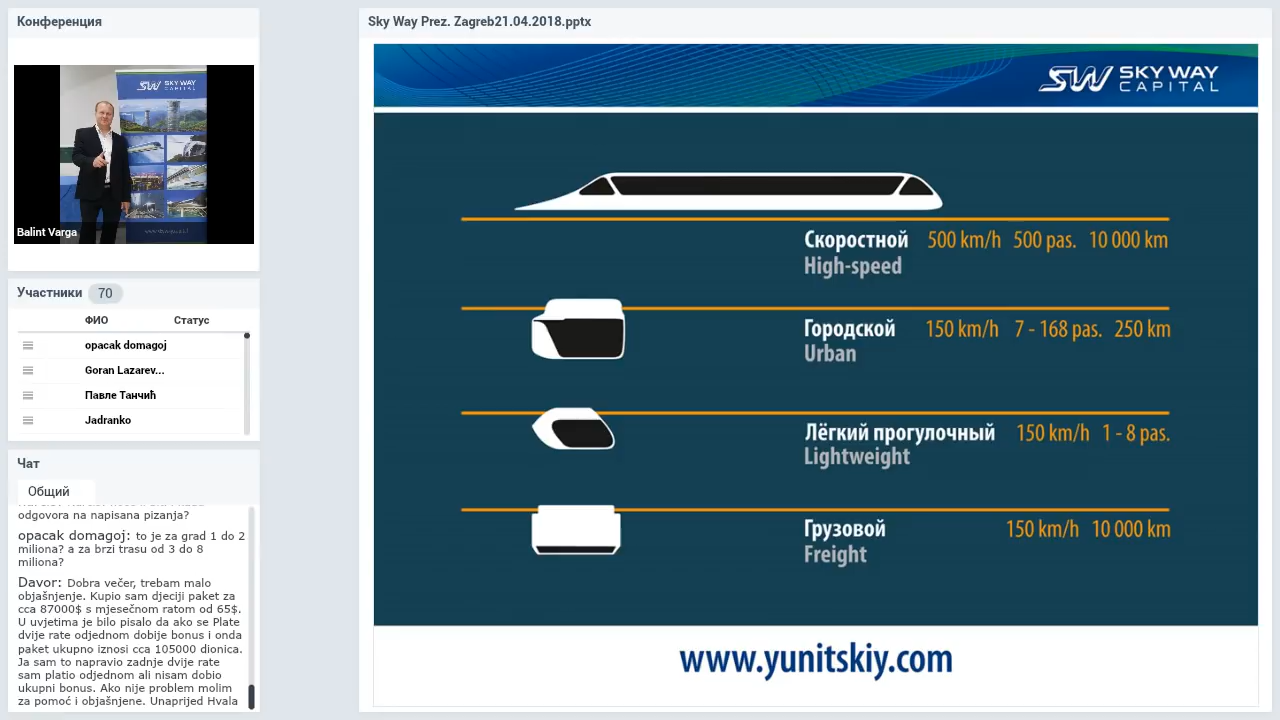 Конференция
SKY WAY
CAPITAL
Balint Varga
Участники 70
ФИО Статус
opacak domagoj
Goran Lazarev...
Павле Танчић
Jadranko
Чат
Общий
odgovora na napisana pizanja?
opacak domagoj: to je za grad 1 do 2
miliona? a za brzi trasu od 3 do 8
miliona?
Davor: Dobra večer, trebam malo
objašnjenje. Kupio sam djeciji paket za
cca 87000$ s mjesečnom ratom od 65$.
U uvjetima je bilo pisalo da ako se Plate
dvije rate odjednom dobije bonus i onda
paket ukupno iznosi cca 105000 dionica.
Ja sam to napravio zadnje dvije rate
sam platio odjednom ali nisam dobio
ukupni bonus. Ako nije problem molim
za pomoć i objašnjene. Unaprijed Hvala
Sky Way Prez. Zagreb21.04.2018.pptx
SW SKY WAY
CAPITAL
Скоростной 500 km/h 500 pas. 10 000 km
High-speed
Городской 150 km/h 7 - 168 pas. 250 km
Urban
Лёгкий прогулочный 150 km/h 1 - 8 pas.
Lightweight
Грузовой 150 km/h 10 000 km
Freight
www.yunitskiy.com